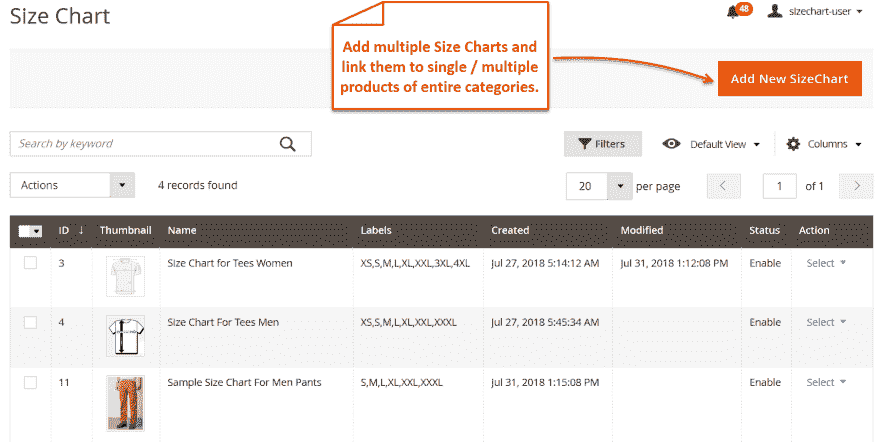 Size Chart
48
sizechart-user
Add multiple Size Charts and
link them to single / multiple
products of entire categories.
Add New SizeChart
Search by keyword
Filters
Default View
Columns
Actions
4 records found
20
per page
1
of 1
ID
Thumbnail
Name
Labels
Created
Modified
Status
Action
3
Size Chart for Tees Women
XS,S,M,L,XL,XXL,3XL,4XL
Jul 27, 2018 5:14:12 AM
Jul 31, 2018 1:12:08 PM
Enable
Select
4
Size Chart For Tees Men
XS,S,M,L,XL,XXL,XXXL
Jul 27, 2018 5:45:34 AM
Enable
Select
11
Sample Size Chart For Men Pants
S,M,L,XL,XXL,XXXL
Jul 31, 2018 1:15:08 PM
Enable
Select